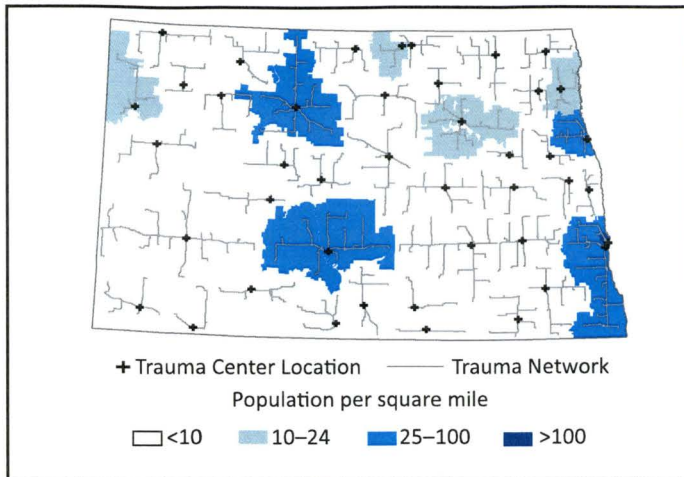 Trauma Center Location Trauma Network
Population per square mile
<10 10–24 25–100 >100